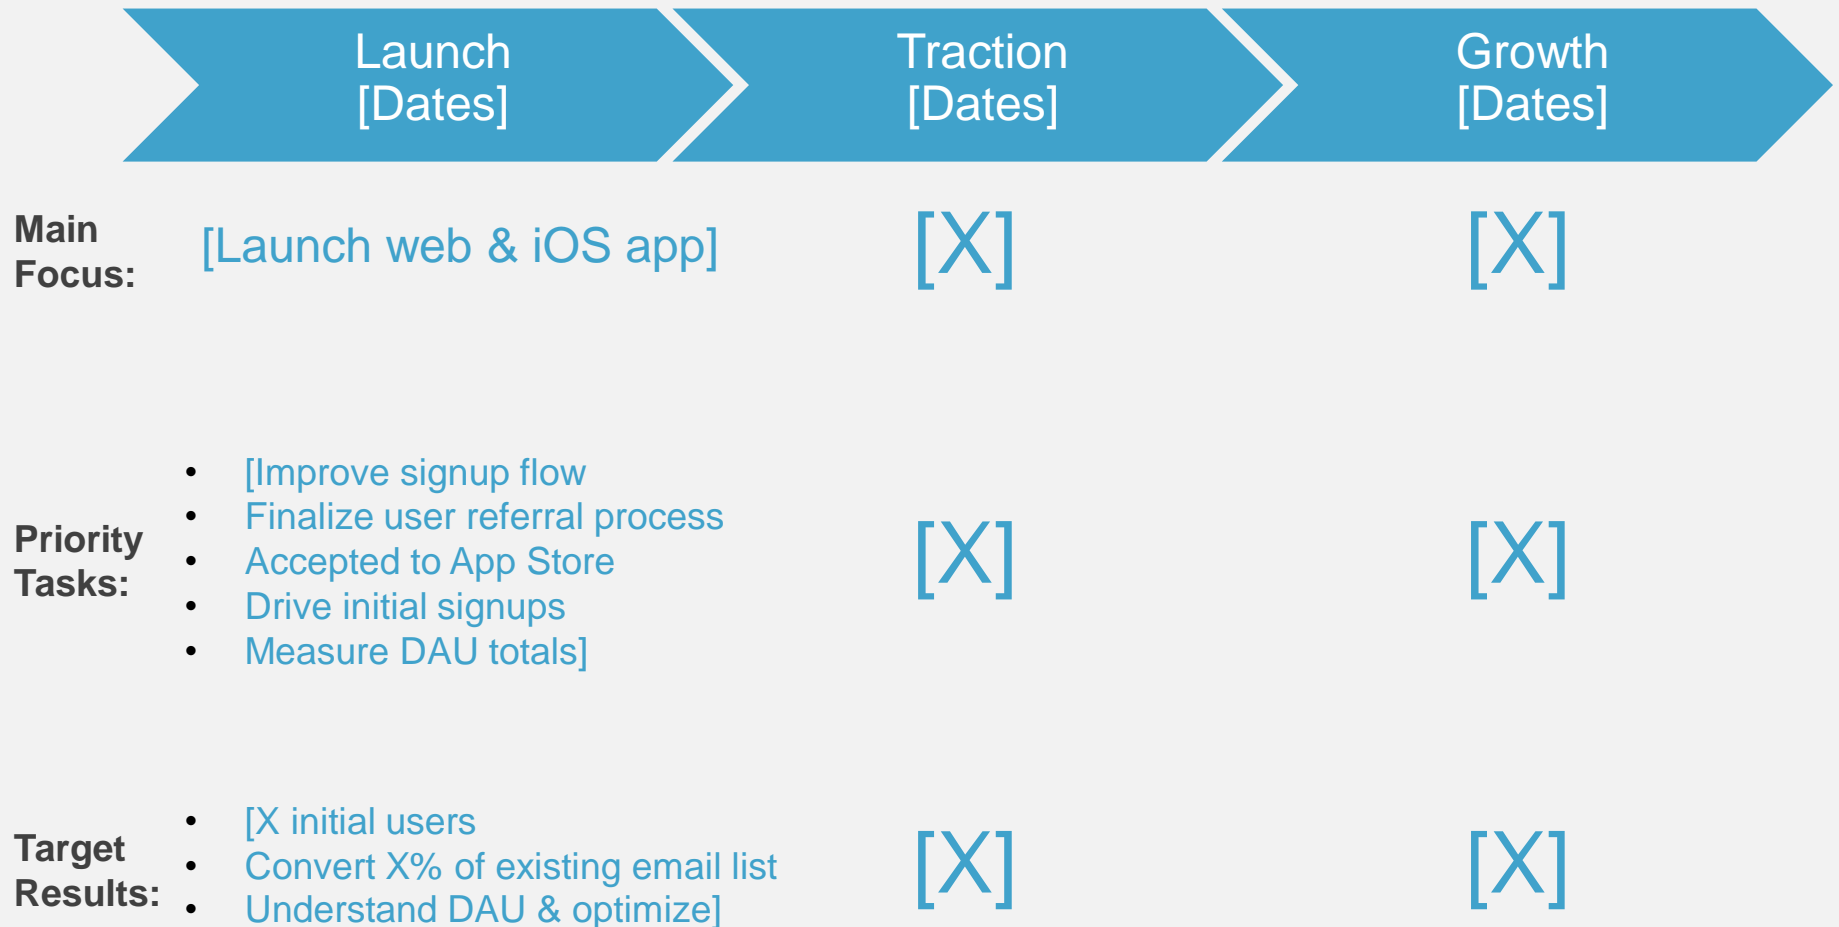 Launch
[Dates]
Traction
[Dates]
Growth
[Dates]
Main
Focus:
[Launch web & iOS app]
[X]
[X]
Priority
Tasks:
• [Improve signup flow
• Finalize user referral process
• Accepted to App Store
• Drive initial signups
• Measure DAU totals]
[X]
[X]
Target
Results:
• [X initial users
• Convert X% of existing email list
• Understand DAU & optimize]
[X]
[X]